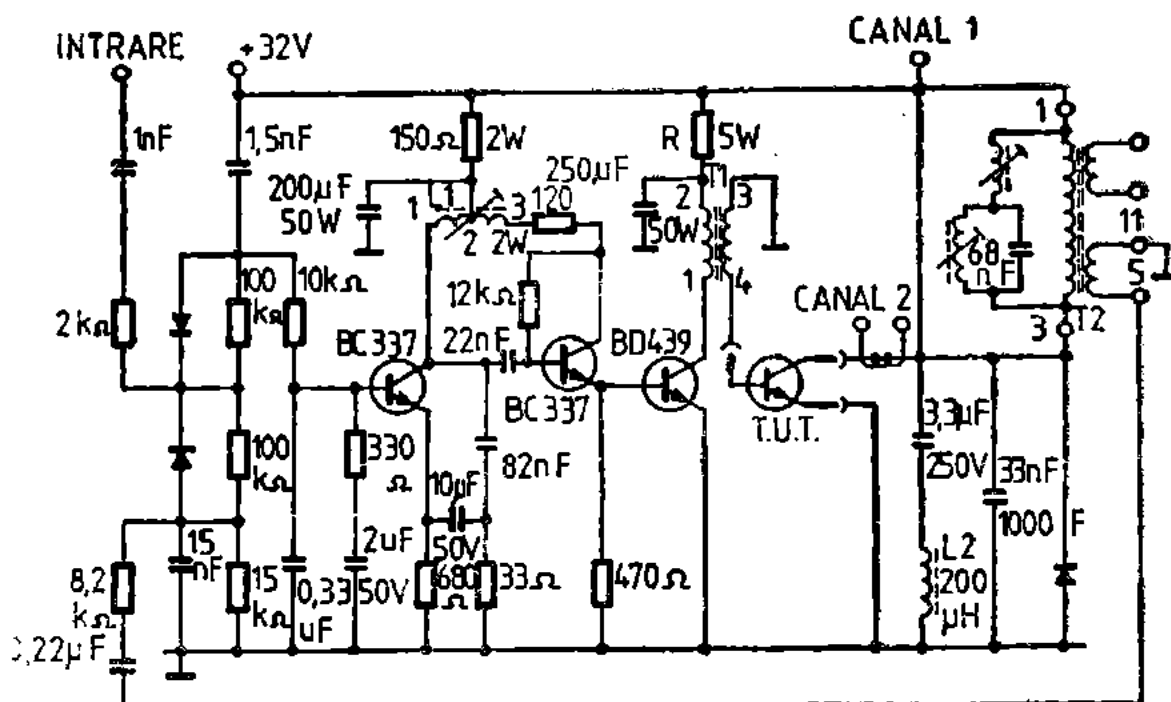 INTRARE
+32V
CANAL 1
1nF
1,5nF
150Ω 2W
R 5W
1
200µF
50W
1 1 3
2 2W
250µF
120
2 3
50W
1 4
68
nF
11
5
T2
3
2kΩ
100
kΩ
10kΩ
12kΩ
BC337
22nF
BC337
BD439
CANAL 2
T.U.T.
100
kΩ
330
Ω
82nF
3,3µF
250V
33nF
1000 F
10µF
50V
15
nF
2uF
50V
8,2
kΩ
15
kΩ
0,33
uF
680
Ω
33Ω
470Ω
L2
200
µH
,22µF